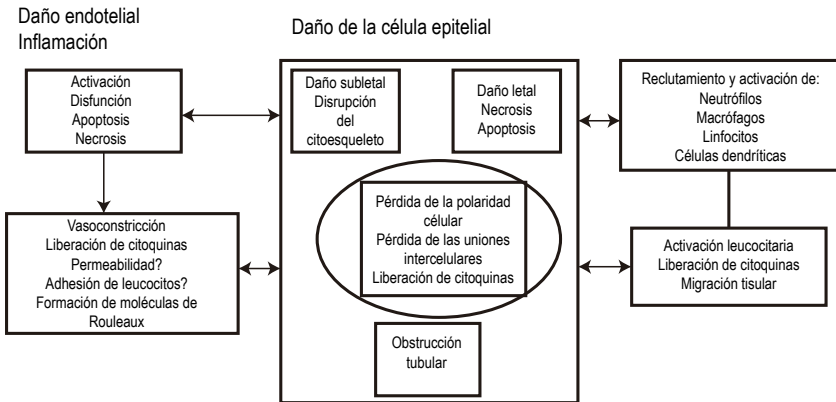 Daño endotelial
Inflamación
Daño de la célula epitelial
Activación
Disfunción
Apoptosis
Necrosis
Vasoconstricción
Liberación de citoquinas
Permeabilidad?
Adhesión de leucocitos?
Formación de moléculas de
Rouleaux
Daño subletal
Disrupción
del
citoesqueleto
Daño letal
Necrosis
Apoptosis
Pérdida de la polaridad
célular
Pérdida de las uniones
intercelulares
Liberación de citoquinas
Obstrucción
tubular
Reclutamiento y activación de:
Neutrófilos
Macrófagos
Linfocitos
Células dendríticas
Activación leucocitaria
Liberación de citoquinas
Migración tisular